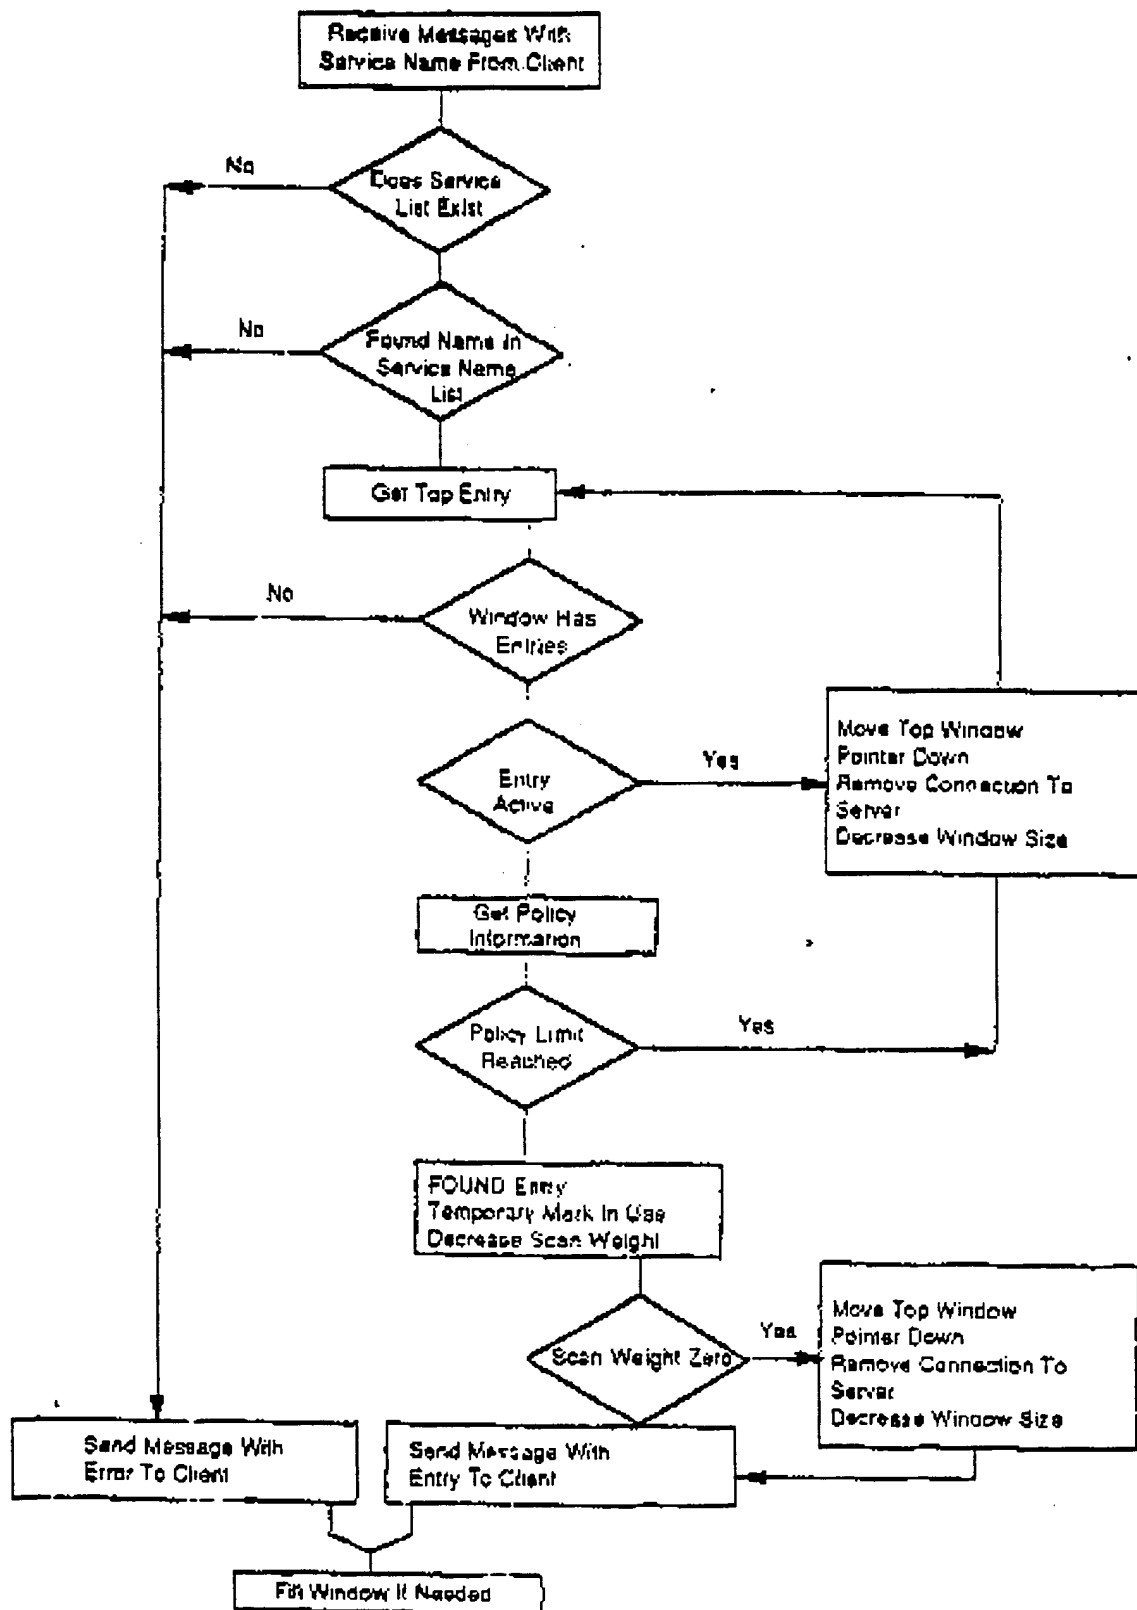 Receive Messages With
Service Name From Client
No
Does Service
List Exist
No
Found Name In
Service Name
List
Get Top Entry
No
Window Has
Entries
Move Top Window
Pointer Down
Remove Connection To
Server
Decrease Window Size
Yes
Entry
Active
Get Policy
Information
Policy Limit
Reached
Yes
FOUND Entry
Temporary Mark In Use
Decrease Scan Weight
Scan Weight Zero
Yes
Move Top Window
Pointer Down
Remove Connection To
Server
Decrease Window Size
Send Message With
Error To Client
Send Message With
Entry To Client
Fill Window If Needed